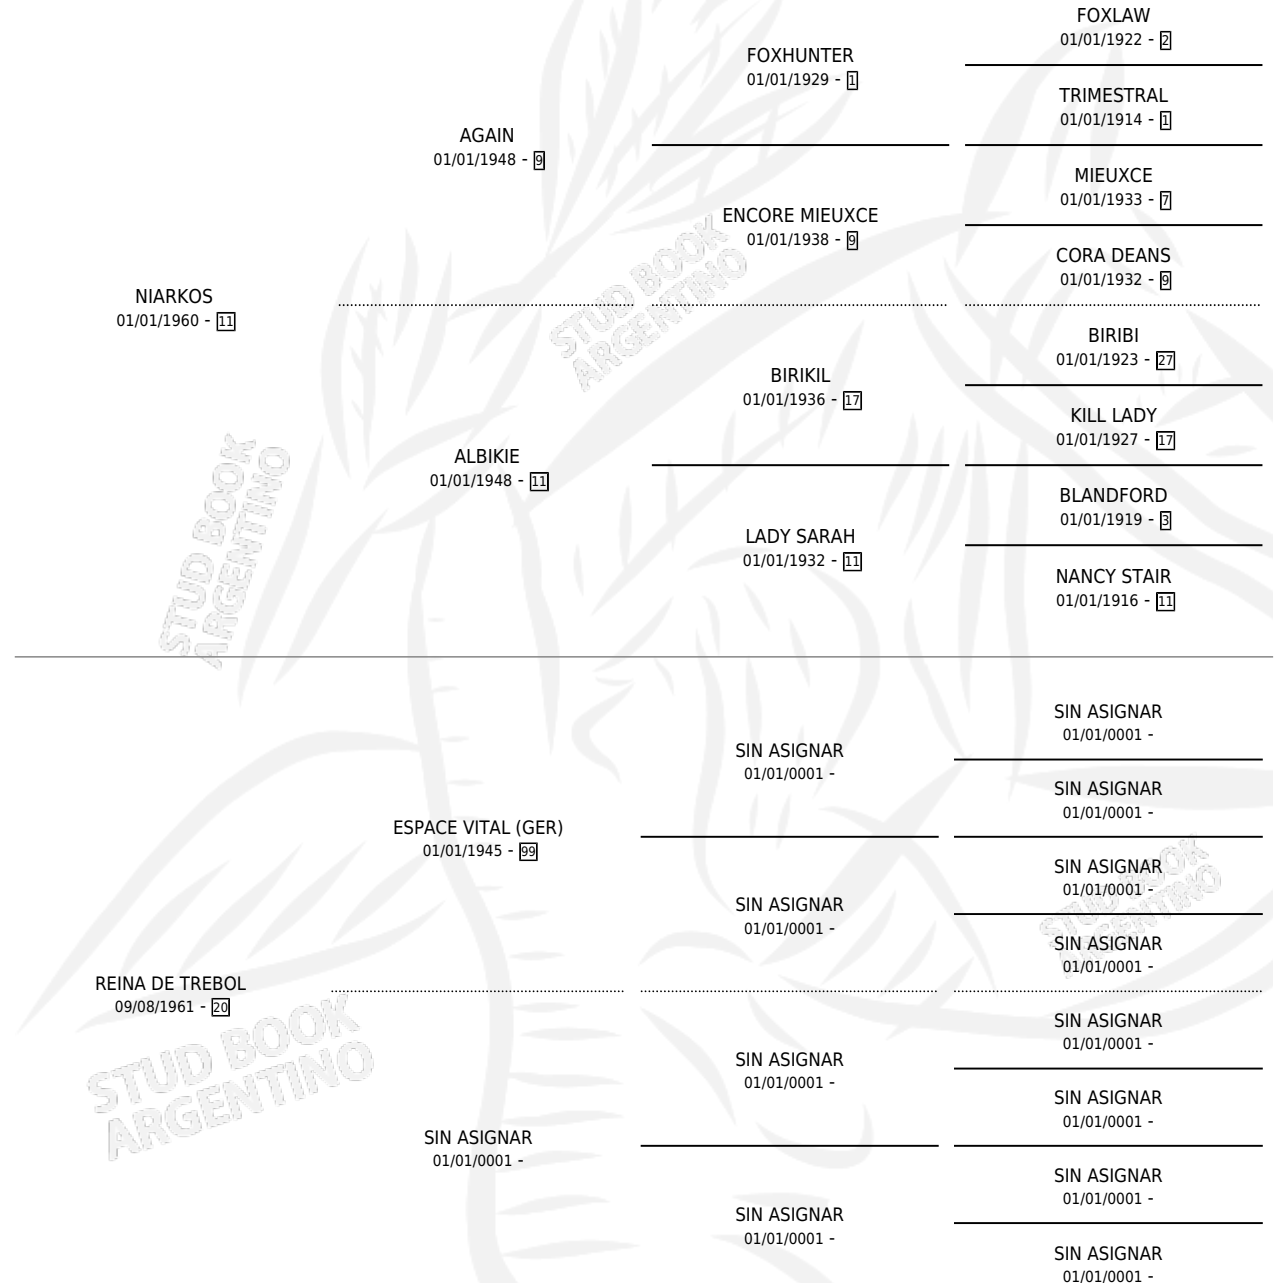 FOXLAW
01/01/1922 - 2
FOXHUNTER
01/01/1929 - 1
TRIMESTRAL
01/01/1914 - 1
AGAIN
01/01/1948 - 9
MIEUXCE
01/01/1933 - 7
ENCORE MIEUXCE
01/01/1938 - 9
CORA DEANS
01/01/1932 - 9
NIARKOS
01/01/1960 - 11
BIRIBI
01/01/1923 - 27
BIRIKIL
01/01/1936 - 17
KILL LADY
01/01/1927 - 17
ALBIKIE
01/01/1948 - 11
BLANDFORD
01/01/1919 - 3
LADY SARAH
01/01/1932 - 11
NANCY STAIR
01/01/1916 - 11
STUD BOOK
ARGENTINO
STUD BOOK
ARGENTINO
SIN ASIGNAR
01/01/0001 -
SIN ASIGNAR
01/01/0001 -
SIN ASIGNAR
01/01/0001 -
ESPACE VITAL (GER)
01/01/1945 - 99
SIN ASIGNAR
01/01/0001 -
SIN ASIGNAR
01/01/0001 -
SIN ASIGNAR
01/01/0001 -
REINA DE TREBOL
09/08/1961 - 20
SIN ASIGNAR
01/01/0001 -
SIN ASIGNAR
01/01/0001 -
SIN ASIGNAR
01/01/0001 -
SIN ASIGNAR
01/01/0001 -
SIN ASIGNAR
01/01/0001 -
SIN ASIGNAR
01/01/0001 -
SIN ASIGNAR
01/01/0001 -
STUD BOOK
ARGENTINO
STUD BOOK
ARGENTINO